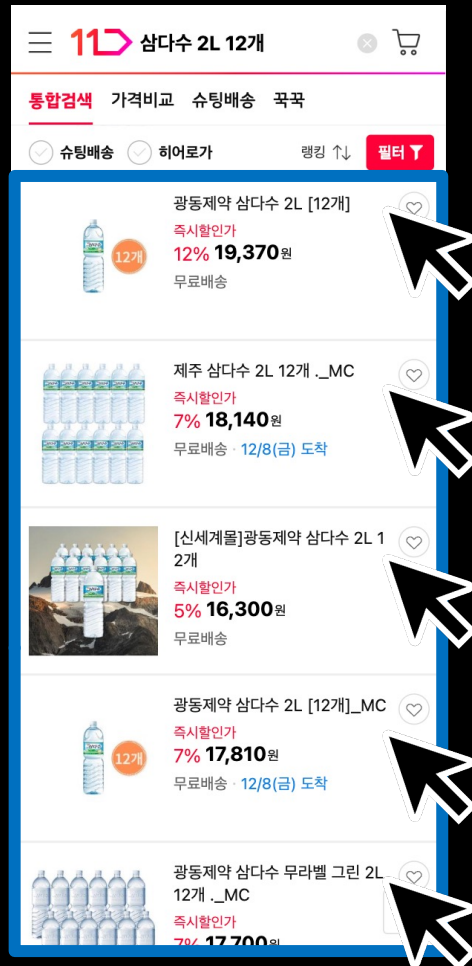 11
삼다수 2L 12개
통합검색 가격비교 슈팅배송 꾹꾹
슈팅배송 히어로가 랭킹 ↑↓ 필터
12개
광동제약 삼다수 2L [12개]
즉시할인가
12% 19,370원
무료배송
제주 삼다수 2L 12개 ._MC
즉시할인가
7% 18,140원
무료배송 · 12/8(금) 도착
[신세계몰]광동제약 삼다수 2L 1
2개
즉시할인가
5% 16,300원
무료배송
12개
광동제약 삼다수 2L [12개]_MC
즉시할인가
7% 17,810원
무료배송 · 12/8(금) 도착
광동제약 삼다수 무라벨 그린 2L
12개 ._MC
즉시할인가
7% 17,700원